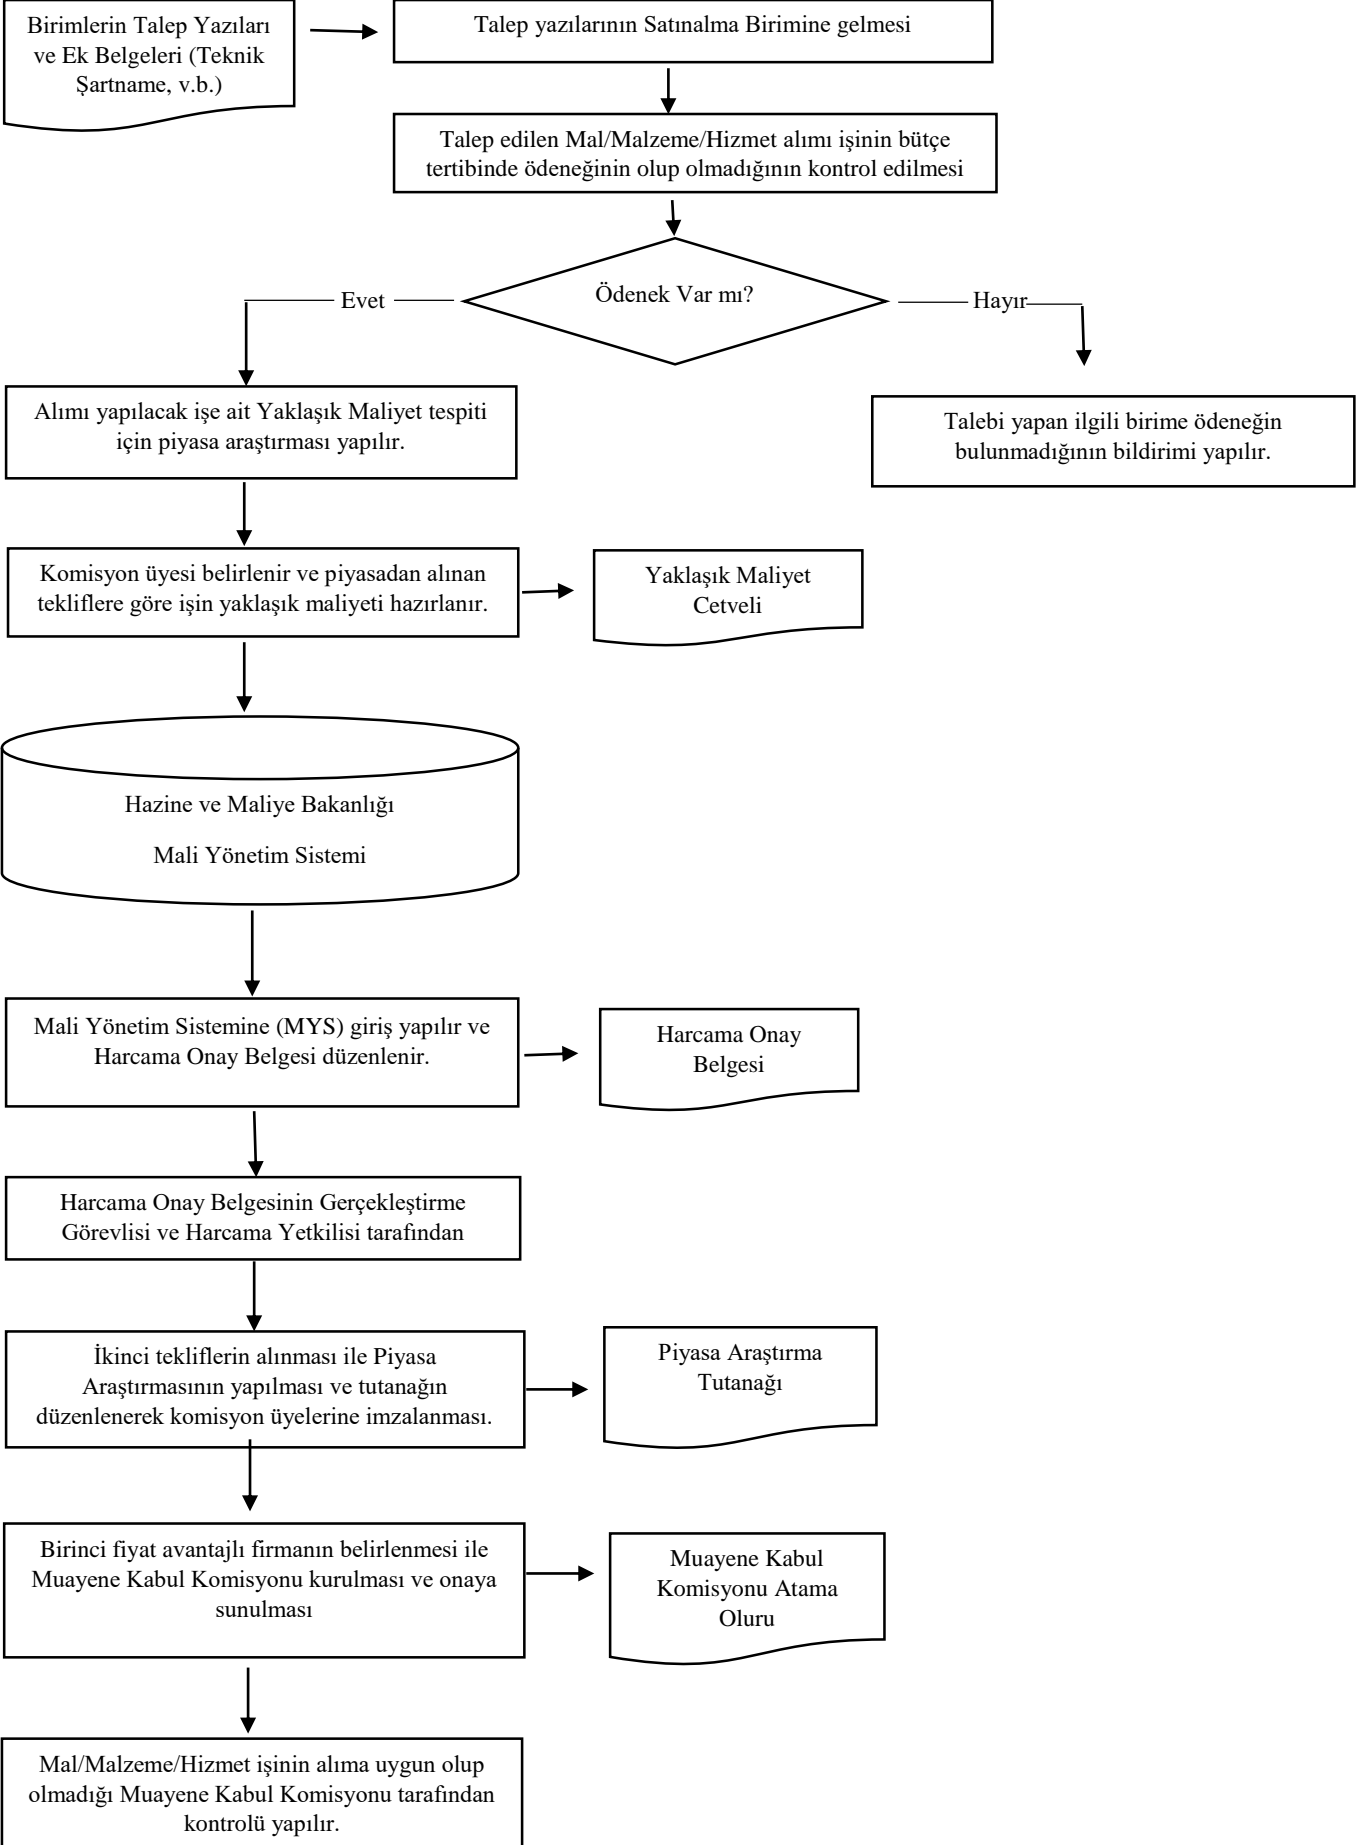 Birimlerin Talep Yazıları
ve Ek Belgeleri (Teknik
Şartname, v.b.)
Talep yazılarının Satınalma Birimine gelmesi
Talep edilen Mal/Malzeme/Hizmet alımı işinin bütçe
tertibinde ödeneğinin olup olmadığının kontrol edilmesi
Ödenek Var mı?
Evet
Hayır
Alımı yapılacak işe ait Yaklaşık Maliyet tespiti
için piyasa araştırması yapılır.
Talebi yapan ilgili birime ödeneğin
bulunmadığının bildirimi yapılır.
Komisyon üyesi belirlenir ve piyasadan alınan
tekliflere göre işin yaklaşık maliyeti hazırlanır.
Yaklaşık Maliyet
Cetveli
Hazine ve Maliye Bakanlığı
Mali Yönetim Sistemi
Mali Yönetim Sistemine (MYS) giriş yapılır ve
Harcama Onay Belgesi düzenlenir.
Harcama Onay
Belgesi
Harcama Onay Belgesinin Gerçekleştirme
Görevlisi ve Harcama Yetkilisi tarafından
İkinci tekliflerin alınması ile Piyasa
Araştırmasının yapılması ve tutanağın
düzenlenerek komisyon üyelerine imzalanması.
Piyasa Araştırma
Tutanağı
Birinci fiyat avantajlı firmanın belirlenmesi ile
Muayene Kabul Komisyonu kurulması ve onaya
sunulması
Muayene Kabul
Komisyonu Atama
Oluru
Mal/Malzeme/Hizmet işinin alıma uygun olup
olmadığı Muayene Kabul Komisyonu tarafından
kontrolü yapılır.